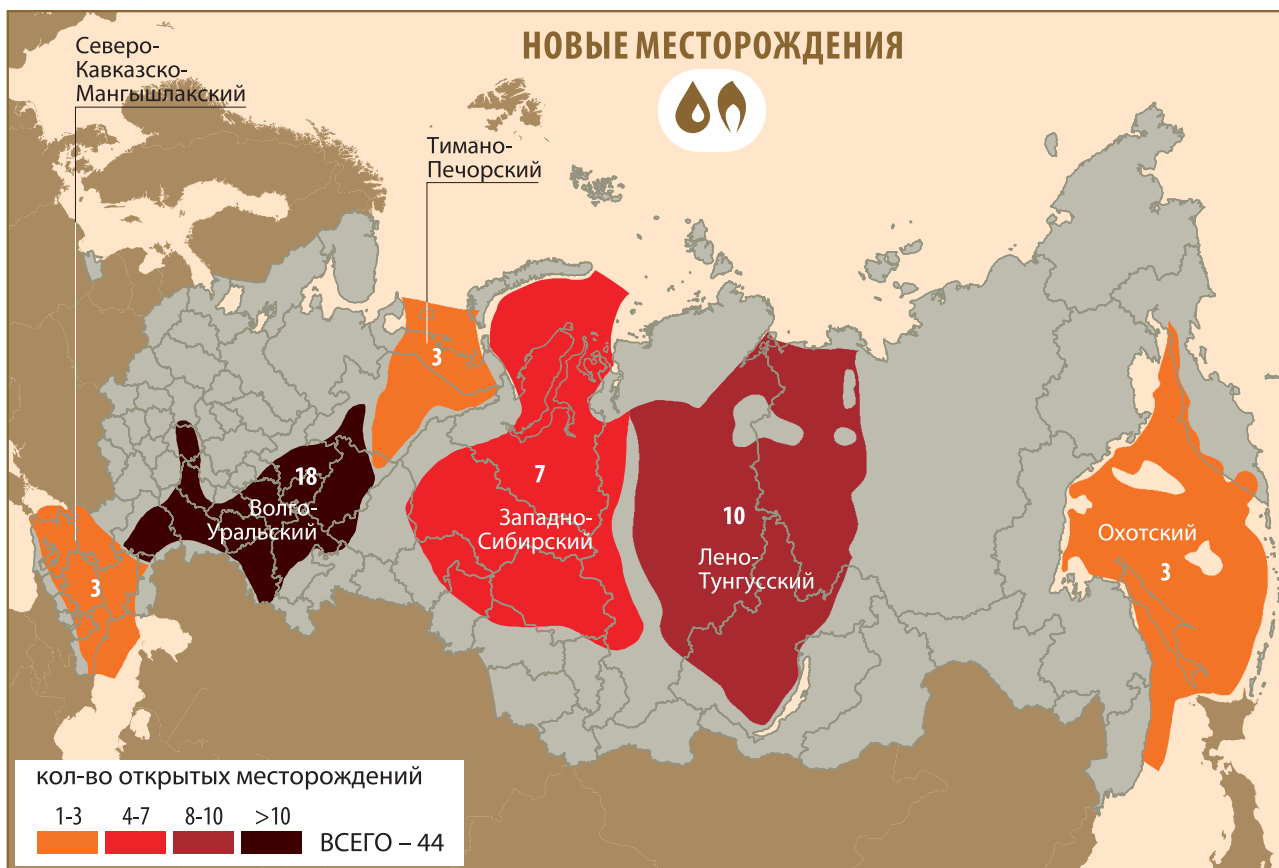 НОВЫЕ МЕСТОРОЖДЕНИЯ
Северо-
Кавказско-
Мангышлакский
Тимано-
Печорский
3
18
Волго-
Уральский
7
Западно-
Сибирский
10
Лено-
Тунгусский
Охотский
3
3
кол-во открытых месторождений
1-3 4-7 8-10 >10
ВСЕГО – 44